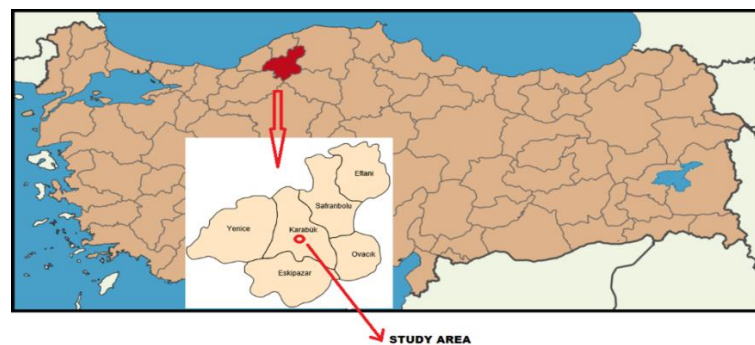 Eflani
Safranbolu
Yenice
Karabük
Ovacık
Eskipazar
STUDY AREA